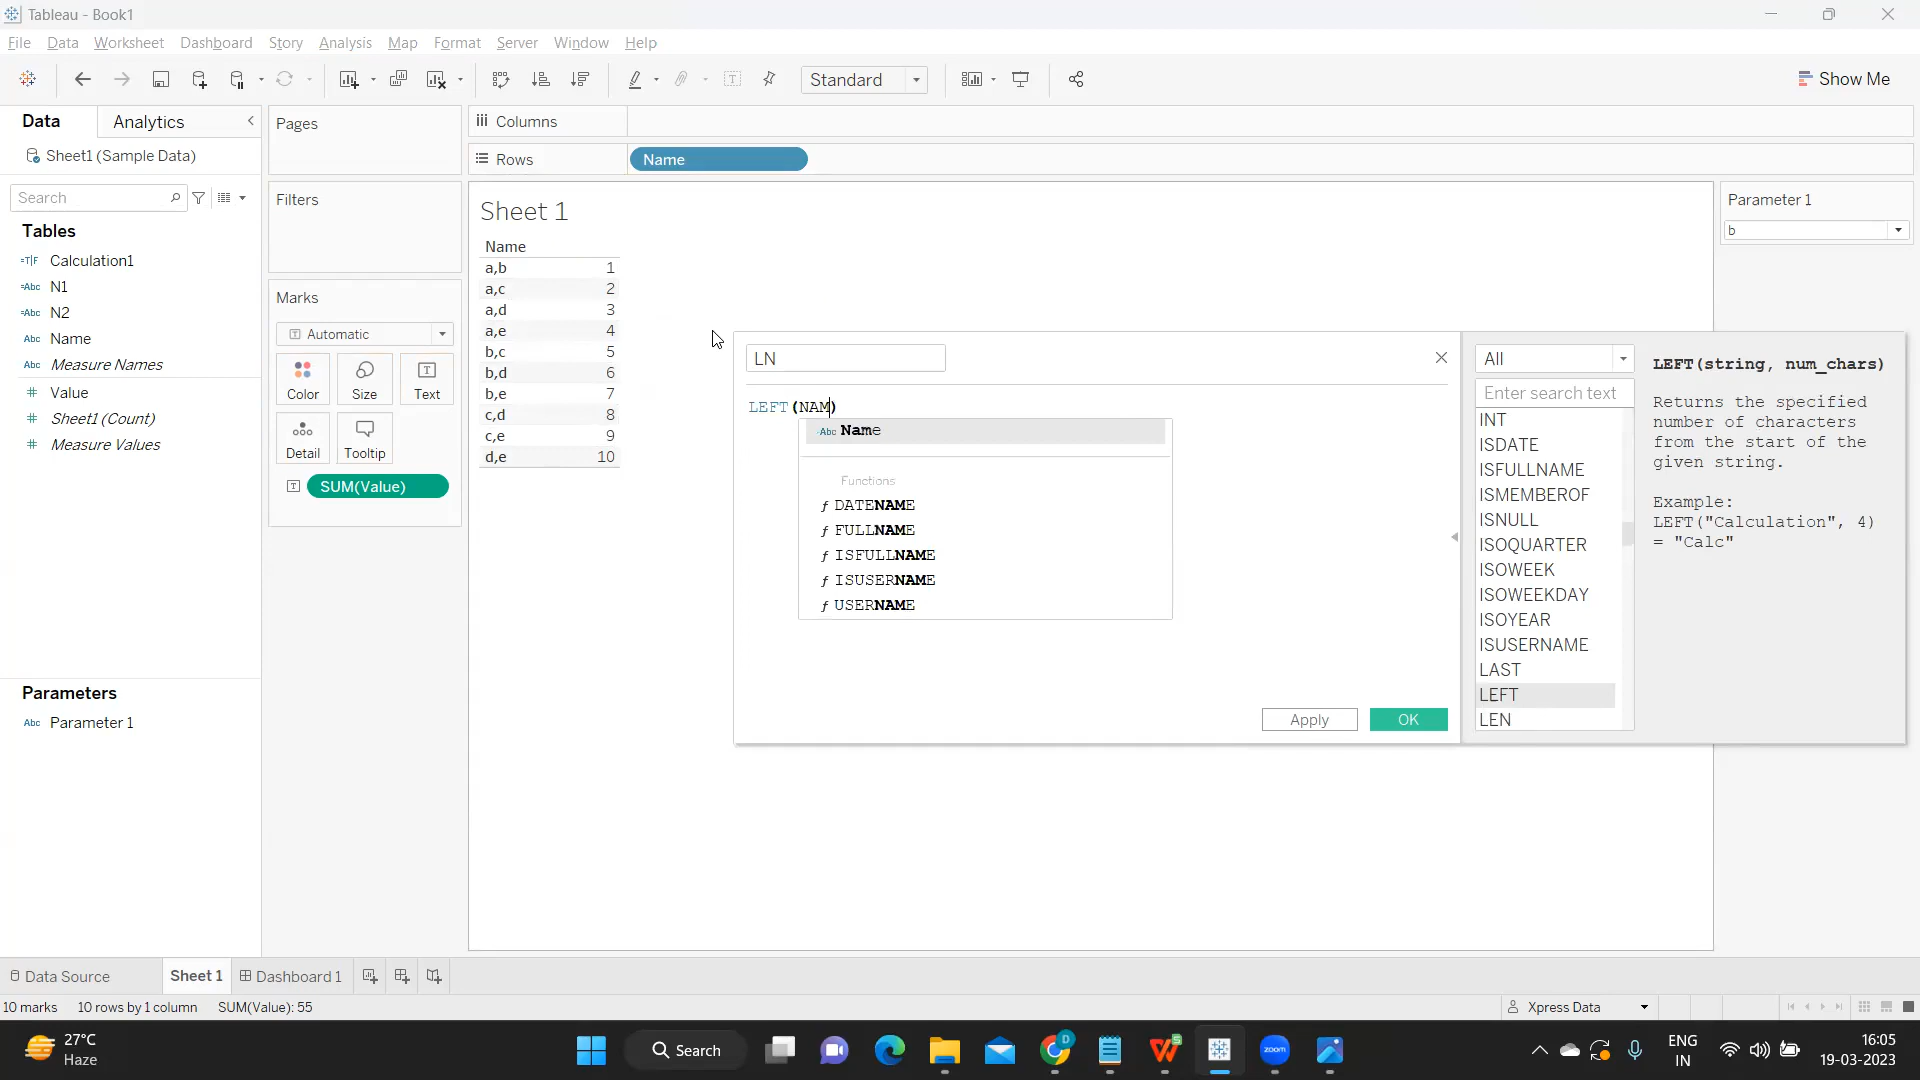 Tableau - Book1
File Data Worksheet Dashboard Story Analysis Map Format Server Window Help
Standard
Show Me
Data Analytics
Sheet1 (Sample Data)
Search
Tables
Calculation1
N1
N2
Name
Measure Names
Value
Sheet1 (Count)
Measure Values
Parameters
Parameter 1
Pages
Filters
Marks
Automatic
Color Size Text
Detail Tooltip
SUM(Value)
Columns
Rows Name
Sheet 1
Name
a,b 1
a,c 2
a,d 3
a,e 4
b,c 5
b,d 6
b,e 7
c,d 8
c,e 9
d,e 10
Parameter 1
b
LN
LEFT(NAM)
Abc Name
Functions
f DATENAME
f FULLNAME
f ISFULLNAME
f ISUSERNAME
f USERNAME
Apply OK
All
Enter search text
INT
ISDATE
ISFULLNAME
ISMEMBEROF
ISNULL
ISOQUARTER
ISOWEEK
ISOWEEKDAY
ISOYEAR
ISUSERNAME
LAST
LEFT
LEN
LEFT(string, num_chars)
Returns the specified
number of characters
from the start of the
given string.
Example:
LEFT("Calculation", 4)
= "Calc"
Data Source Sheet 1 Dashboard 1
10 marks 10 rows by 1 column SUM(Value): 55
Xpress Data
27°C
Haze
Search
zoom
ENG
IN
16:05
19-03-2023